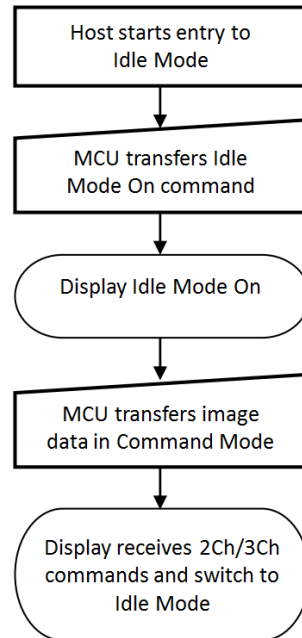 Host starts entry to
Idle Mode
MCU transfers Idle
Mode On command
Display Idle Mode On
MCU transfers image
data in Command Mode
Display receives 2Ch/3Ch
commands and switch to
Idle Mode